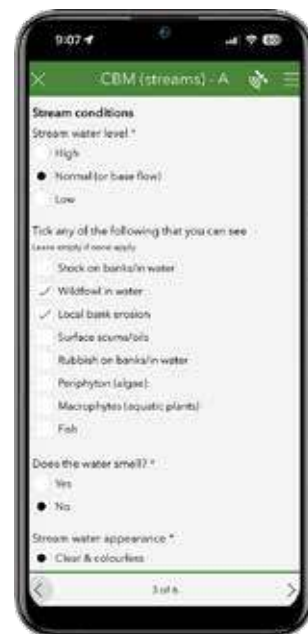 9:07
CBM (streams) - A
Stream conditions
Stream water level *
High
Normal (or base flow)
Low
Tick any of the following that you can see
Leave empty if none apply
Stock on banks/in water
Wildfowl in water
Local bank erosion
Surface scums/oils
Rubbish on banks/in water
Periphyton (algae)
Macrophytes (aquatic plants)
Fish
Does the water smell? *
Yes
No
Stream water appearance *
Clear & colourless
3 of 6